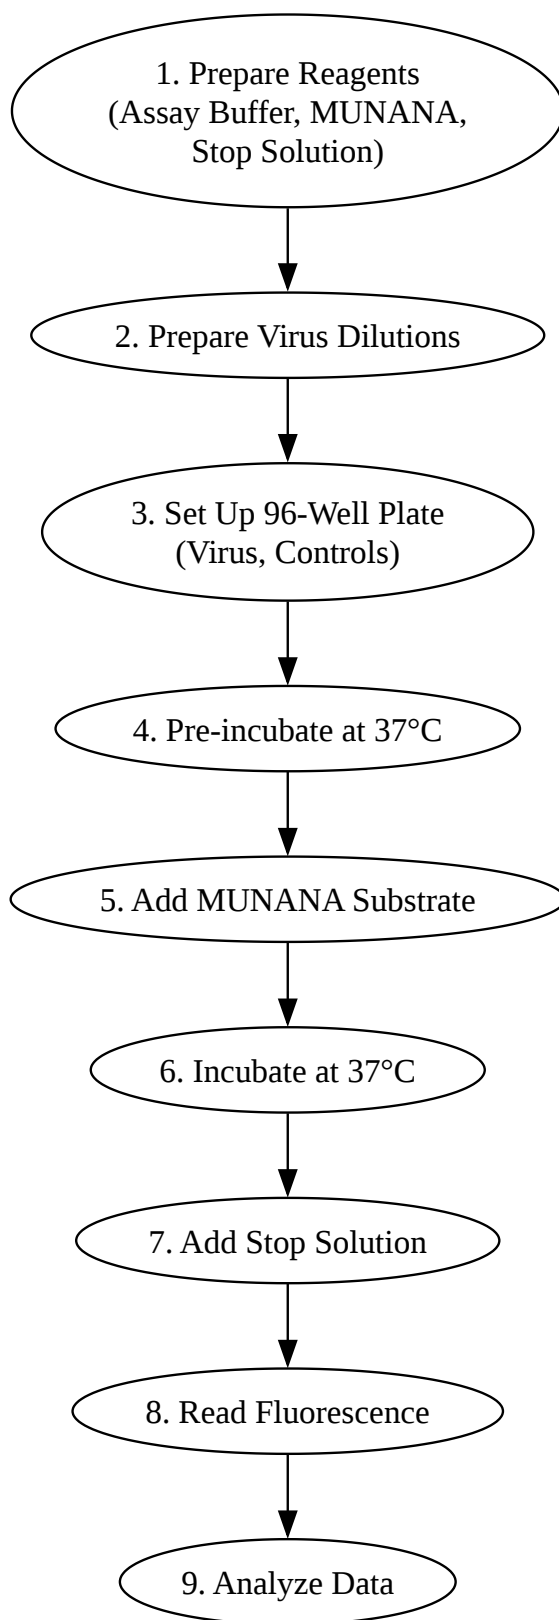 1. Prepare Reagents
(Assay Buffer, MUNANA,
Stop Solution)
2. Prepare Virus Dilutions
3. Set Up 96-Well Plate
(Virus, Controls)
4. Pre-incubate at 37°C
5. Add MUNANA Substrate
6. Incubate at 37°C
7. Add Stop Solution
8. Read Fluorescence
9. Analyze Data